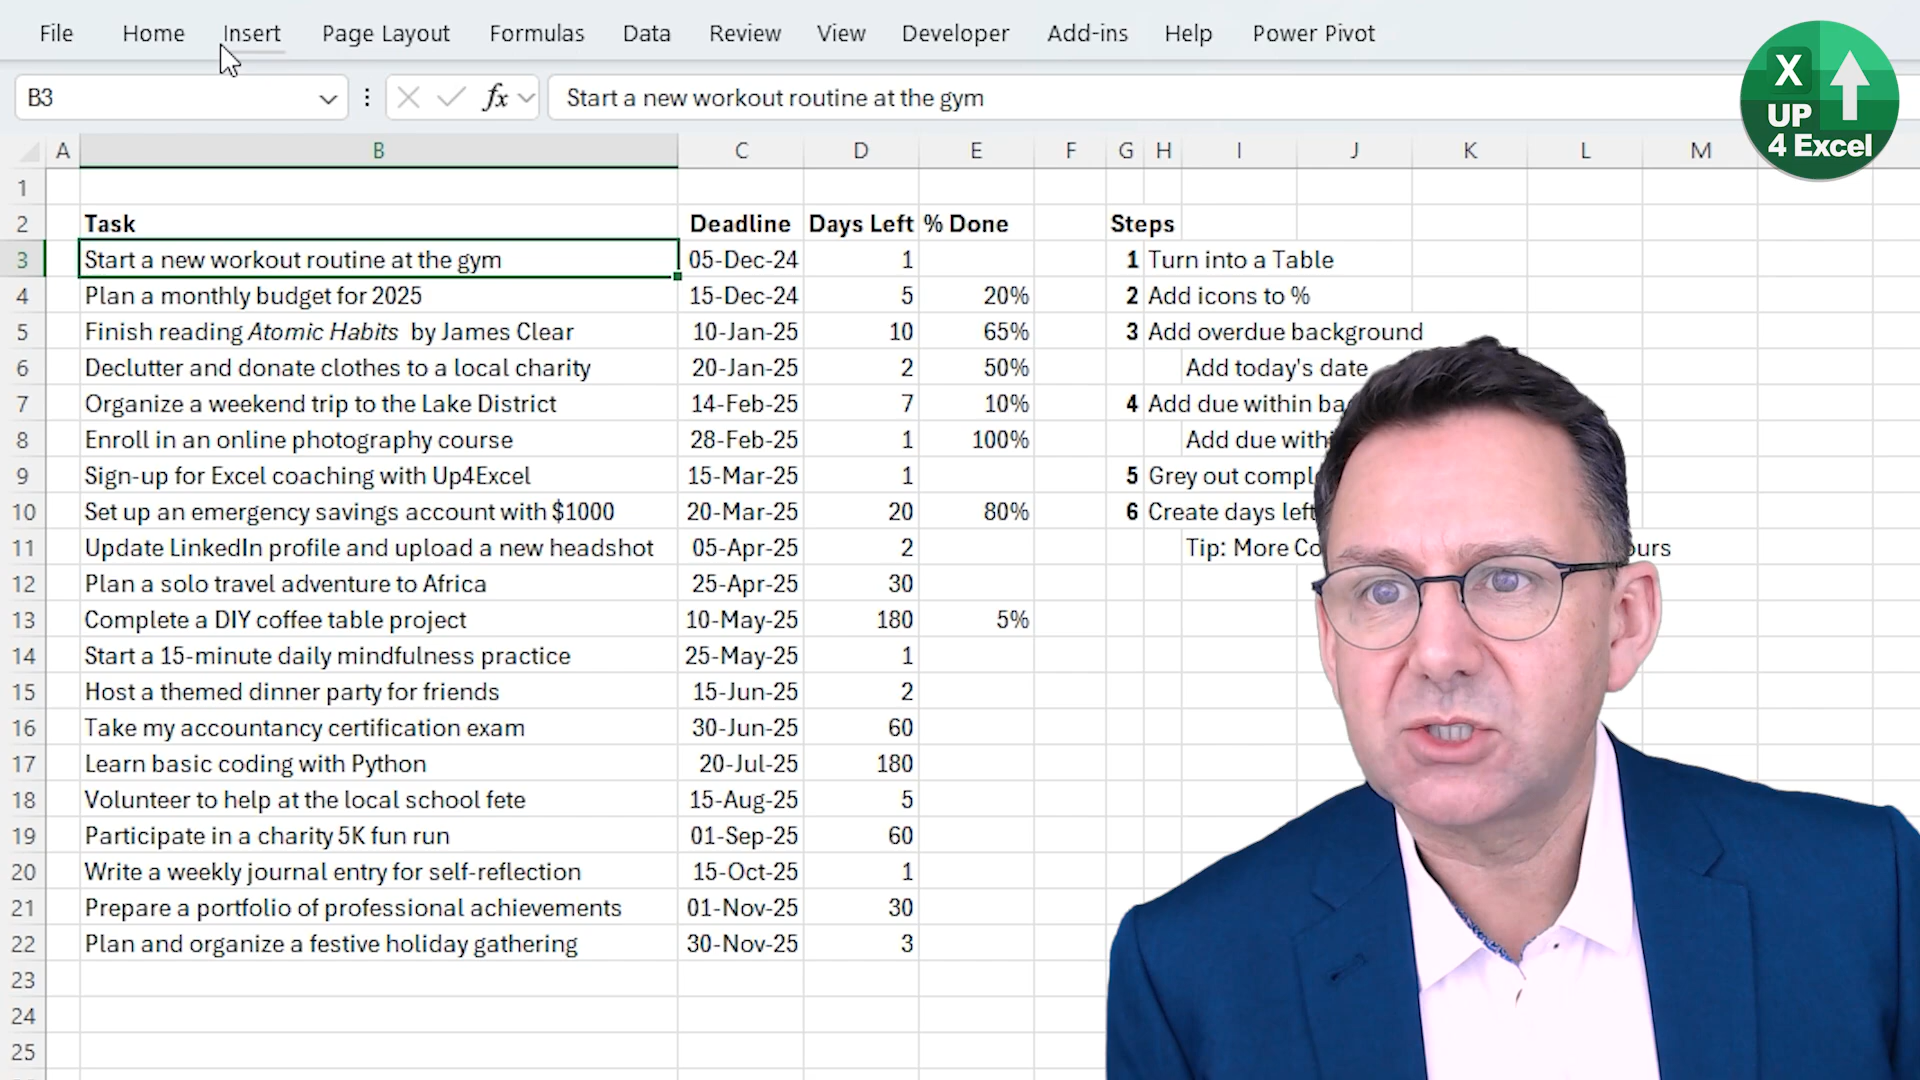 File Home Insert Page Layout Formulas Data Review View Developer Add-ins Help Power Pivot
X
UP
4 Excel
B3 fx Start a new workout routine at the gym
A B C D E F G H I J K L M
1
2 Task Deadline Days Left % Done Steps
3 Start a new workout routine at the gym 05-Dec-24 1 1 Turn into a Table
4 Plan a monthly budget for 2025 15-Dec-24 5 20% 2 Add icons to %
5 Finish reading Atomic Habits by James Clear 10-Jan-25 10 65% 3 Add overdue background
6 Declutter and donate clothes to a local charity 20-Jan-25 2 50% Add today's date
7 Organize a weekend trip to the Lake District 14-Feb-25 7 10% 4 Add due within ba
8 Enroll in an online photography course 28-Feb-25 1 100% Add due with
9 Sign-up for Excel coaching with Up4Excel 15-Mar-25 1 5 Grey out compl
10 Set up an emergency savings account with $1000 20-Mar-25 20 80% 6 Create days left
11 Update LinkedIn profile and upload a new headshot 05-Apr-25 2 Tip: More Co ours
12 Plan a solo travel adventure to Africa 25-Apr-25 30
13 Complete a DIY coffee table project 10-May-25 180 5%
14 Start a 15-minute daily mindfulness practice 25-May-25 1
15 Host a themed dinner party for friends 15-Jun-25 2
16 Take my accountancy certification exam 30-Jun-25 60
17 Learn basic coding with Python 20-Jul-25 180
18 Volunteer to help at the local school fete 15-Aug-25 5
19 Participate in a charity 5K fun run 01-Sep-25 60
20 Write a weekly journal entry for self-reflection 15-Oct-25 1
21 Prepare a portfolio of professional achievements 01-Nov-25 30
22 Plan and organize a festive holiday gathering 30-Nov-25 3
23
24
25